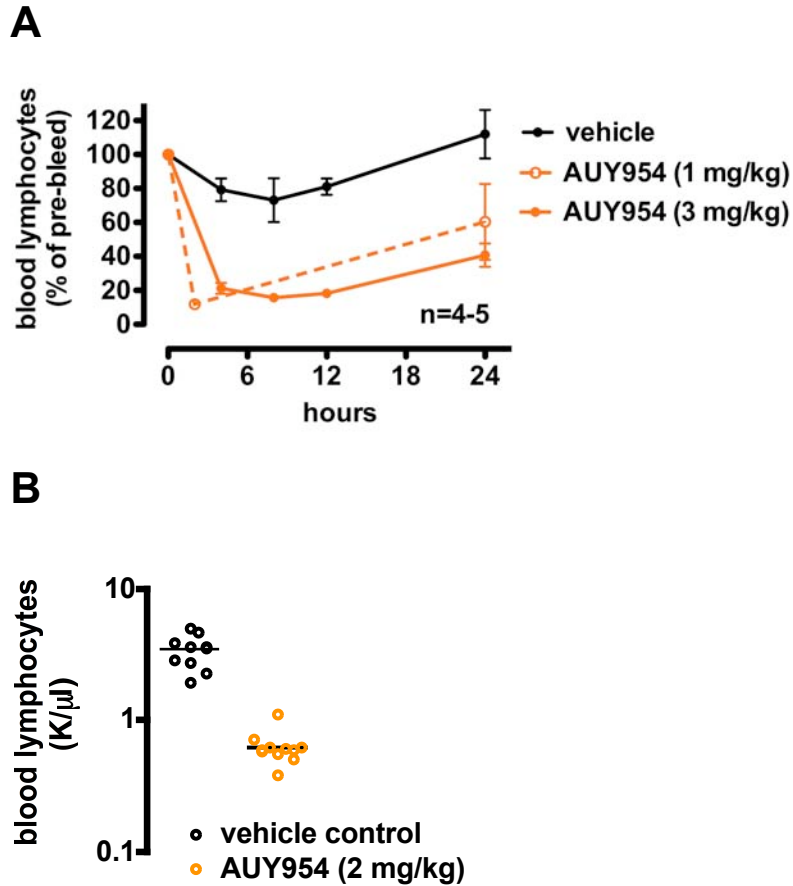 A
blood lymphocytes
(% of pre-bleed)
120
100
80
60
40
20
0
n=4-5
0 6 12 18 24
hours
vehicle
AUY954 (1 mg/kg)
AUY954 (3 mg/kg)
B
blood lymphocytes
(K/μl)
10
1
0.1
vehicle control
AUY954 (2 mg/kg)